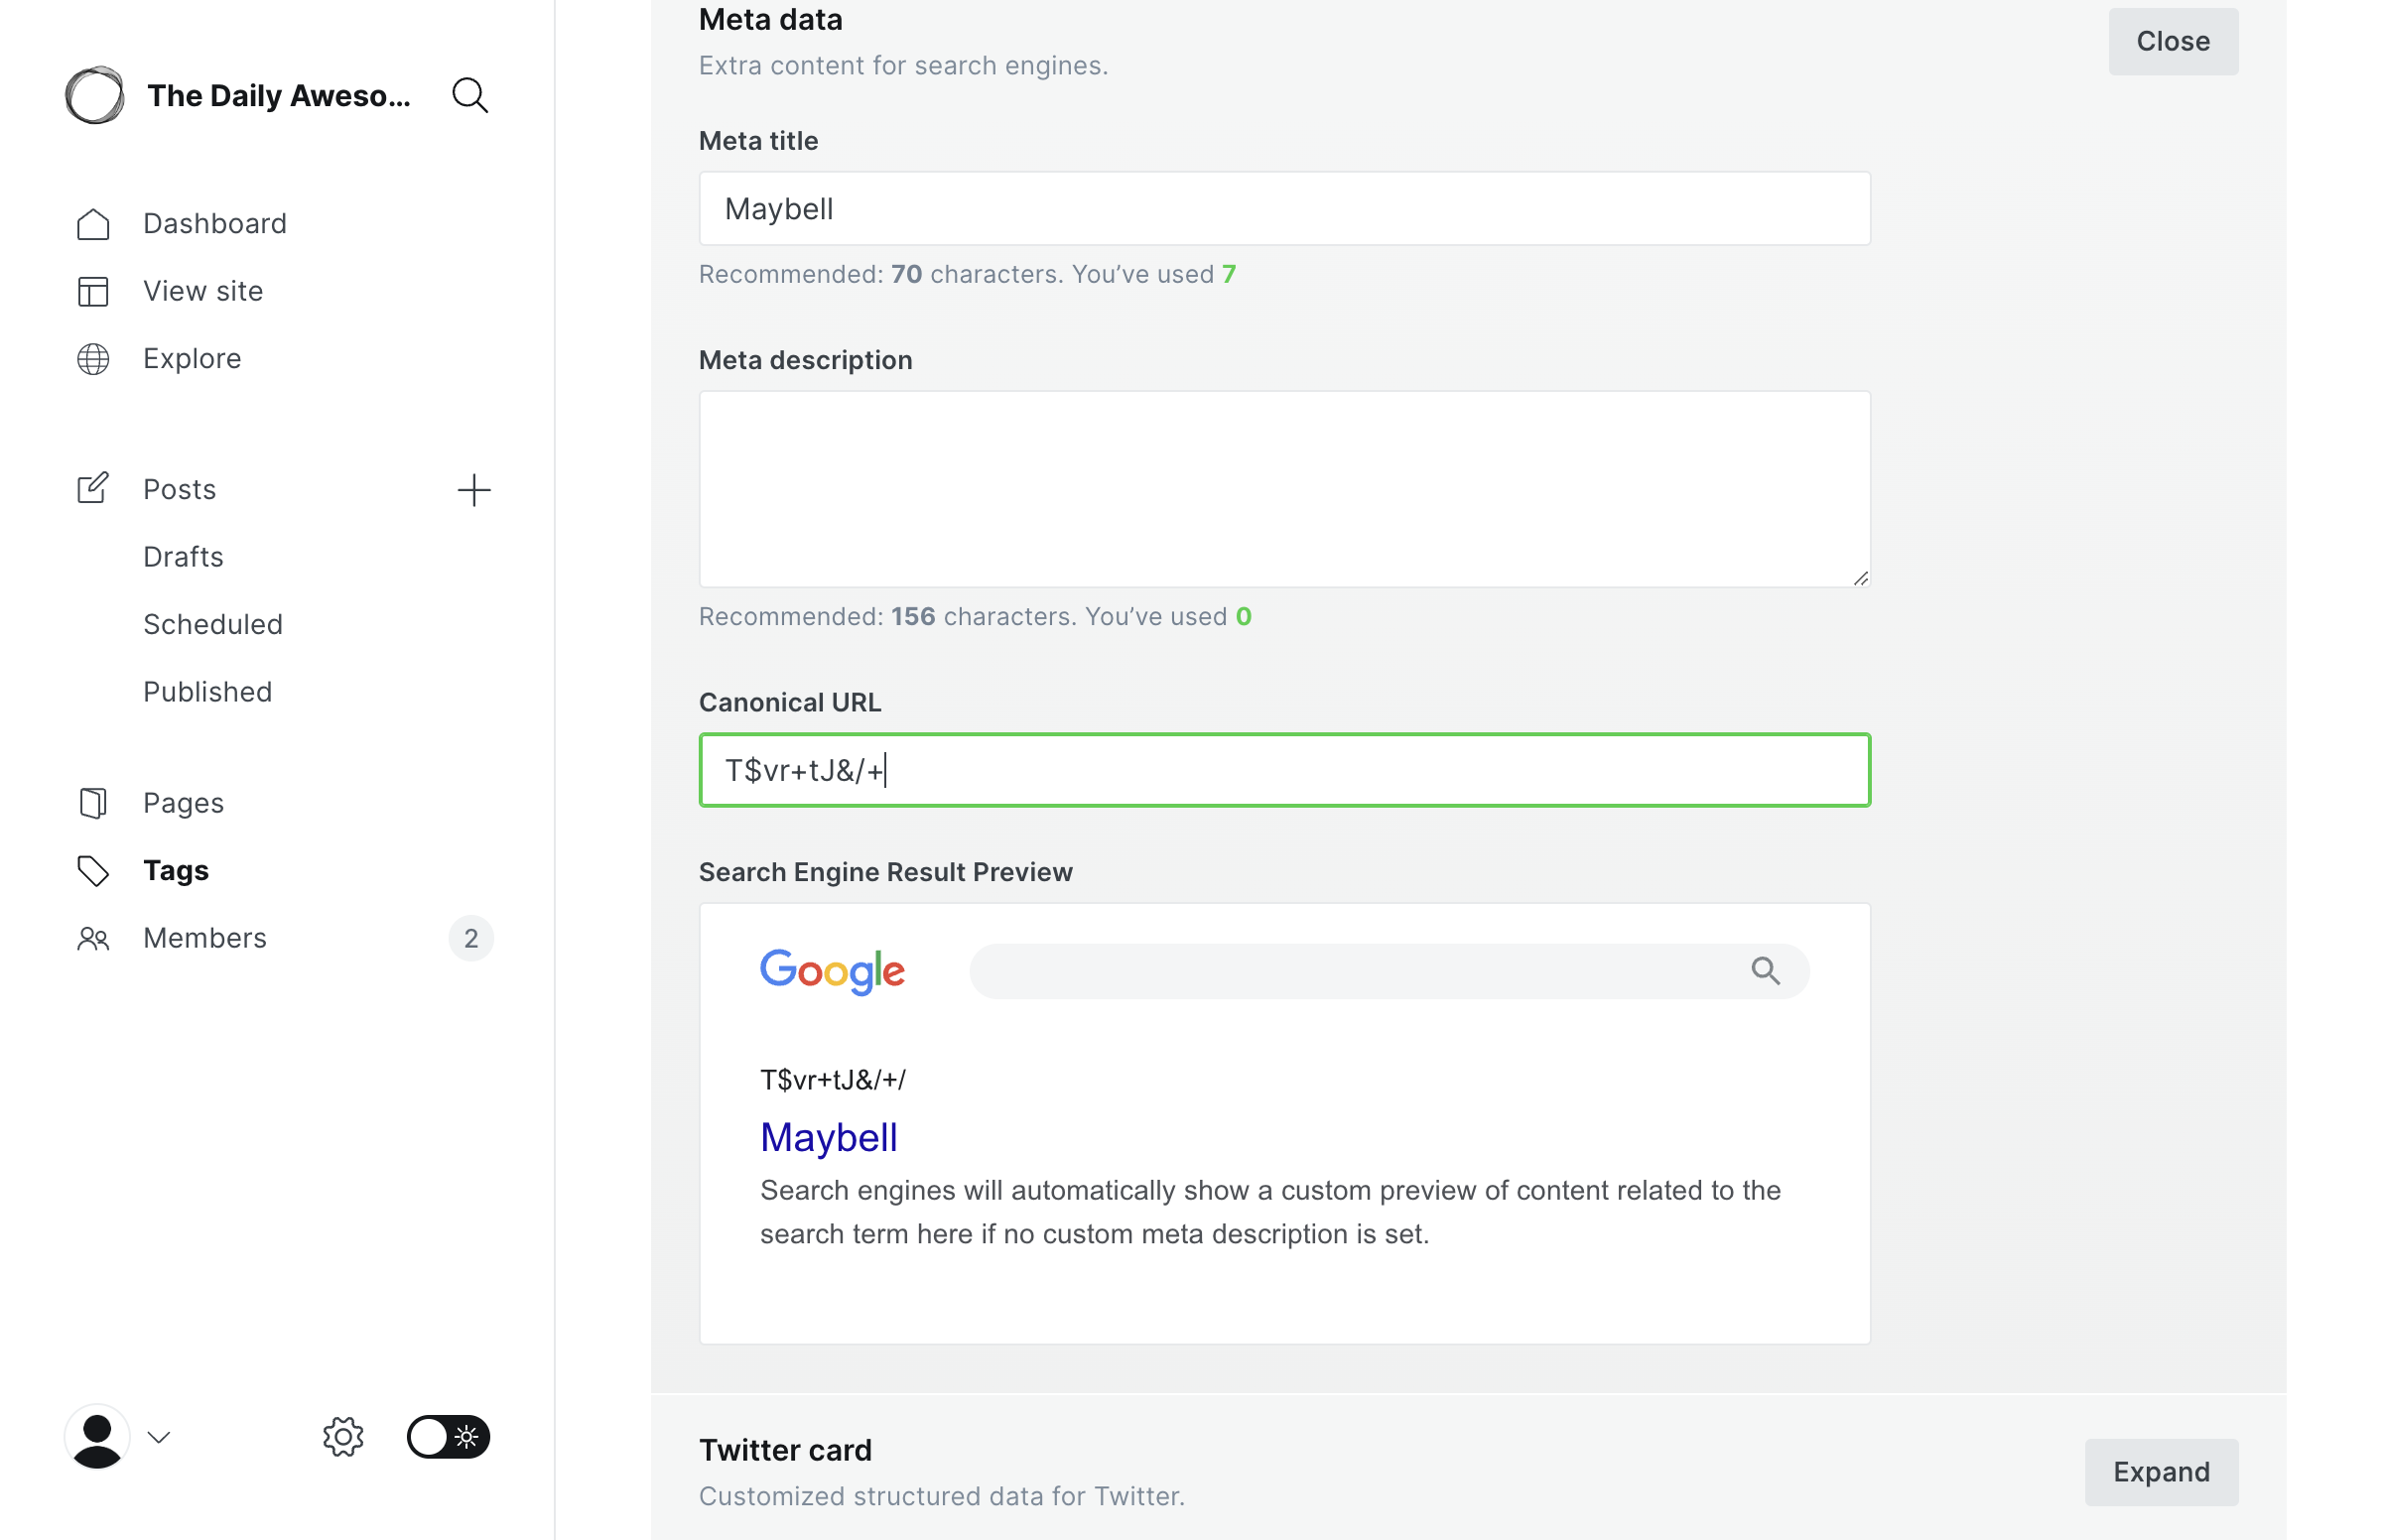 The Daily Aweso...
Dashboard
View site
Explore
Posts
Drafts
Scheduled
Published
Pages
Tags
Members
2
Meta data
Extra content for search engines.
Close
Meta title
Maybell
Recommended: 70 characters. You’ve used 7
Meta description
Recommended: 156 characters. You’ve used 0
Canonical URL
T$vr+tJ&/+
Search Engine Result Preview
Google
T$vr+tJ&/+/
Maybell
Search engines will automatically show a custom preview of content related to the
search term here if no custom meta description is set.
Twitter card
Customized structured data for Twitter.
Expand